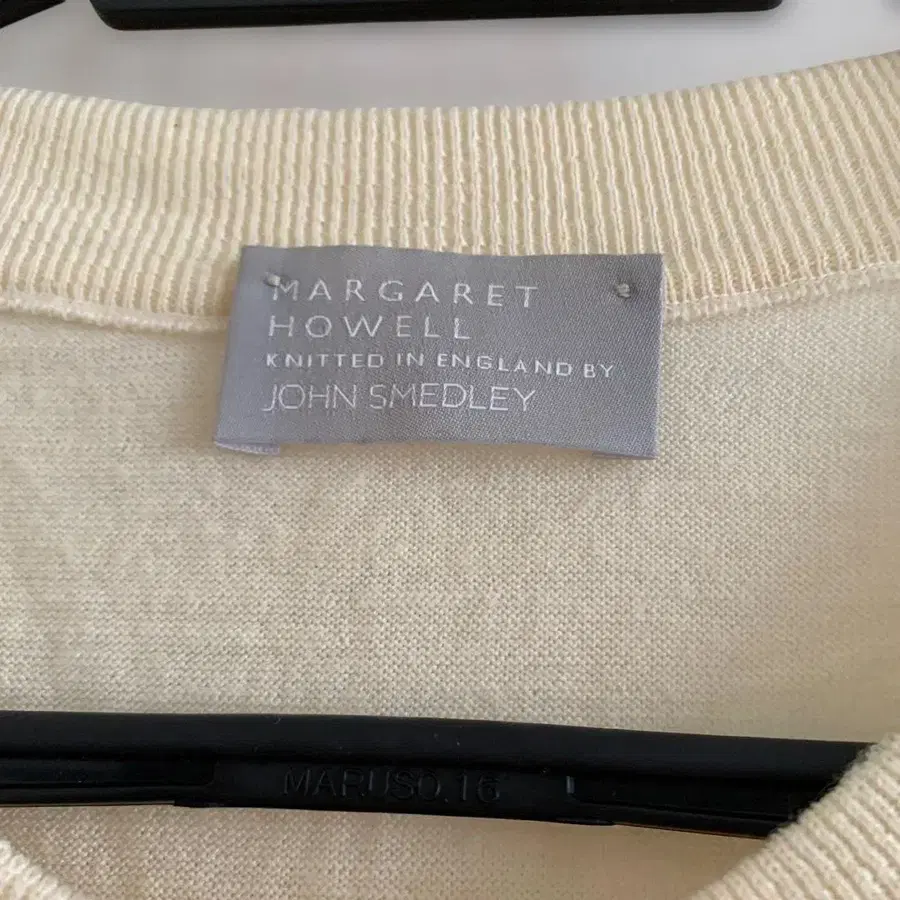 MARGARET
HOWELL
KNITTED IN ENGLAND BY
JOHN SMEDLEY
MARUSO.16